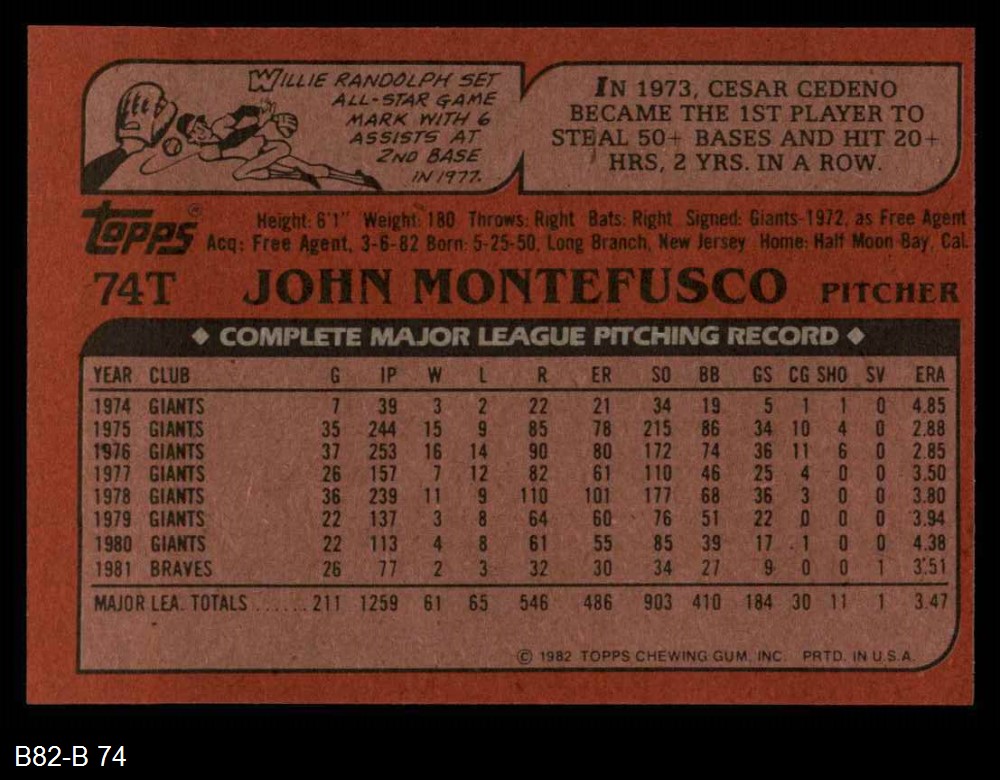 WILLIE RANDOLPH SET
ALL-STAR GAME
MARK WITH 6
ASSISTS AT
2ND BASE
IN 1977.
IN 1973, CESAR CEDENO
BECAME THE 1ST PLAYER TO
STEAL 50+ BASES AND HIT 20+
HRS, 2 YRS. IN A ROW.
TOPPS®
Height: 6'1" Weight: 180 Throws: Right Bats: Right Signed: Giants-1972, as Free Agent
Acq: Free Agent, 3-6-82 Born: 5-25-50, Long Branch, New Jersey Home: Half Moon Bay, Cal.
74T JOHN MONTEFUSCO PITCHER
◆ COMPLETE MAJOR LEAGUE PITCHING RECORD ◆
YEAR CLUB G IP W L R ER SO BB GS CG SHO SV ERA
1974 GIANTS 7 39 3 2 22 21 34 19 5 1 1 0 4.85
1975 GIANTS 35 244 15 9 85 78 215 86 34 10 4 0 2.88
1976 GIANTS 37 253 16 14 90 80 172 74 36 11 6 0 2.85
1977 GIANTS 26 157 7 12 82 61 110 46 25 4 0 0 3.50
1978 GIANTS 36 239 11 9 110 101 177 68 36 3 0 0 3.80
1979 GIANTS 22 137 3 8 64 60 76 51 22 0 0 0 3.94
1980 GIANTS 22 113 4 8 61 55 85 39 17 1 0 0 4.38
1981 BRAVES 26 77 2 3 32 30 34 27 9 0 0 1 3.51
MAJOR LEA. TOTALS ...... 211 1259 61 65 546 486 903 410 184 30 11 1 3.47
© 1982 TOPPS CHEWING GUM, INC. PRTD. IN U.S.A.
B82-B 74